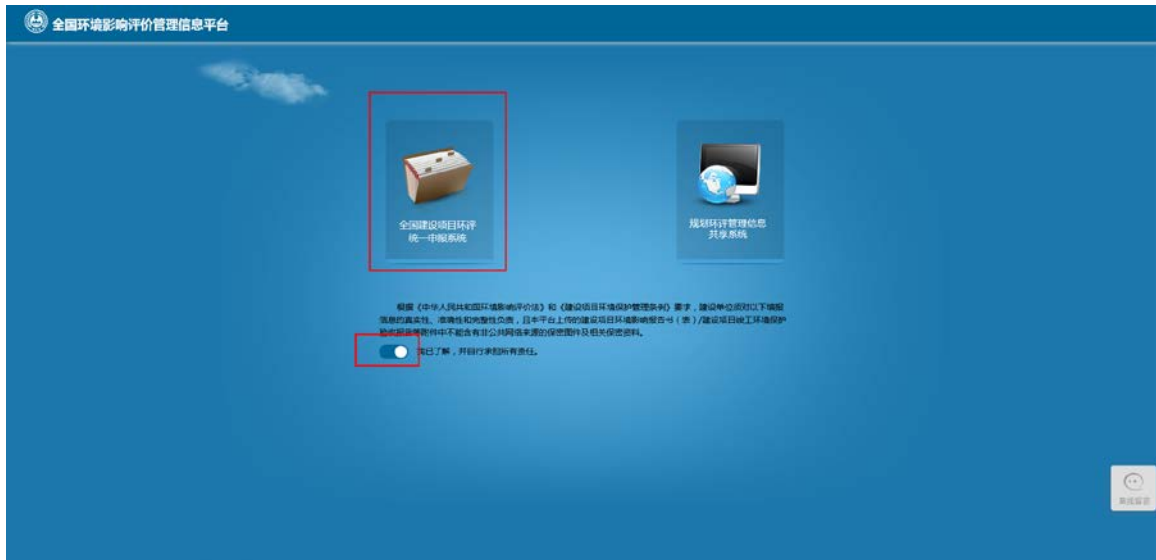 全国环境影响评价管理信息平台
全国建设项目环评
统一申报系统
规划环评管理信息
共享系统
根据《中华人民共和国环境影响评价法》和《建设项目环境保护管理条例》要求，建设单位须对以下填报
信息的真实性、准确性和完整性负责，且本平台上传的建设项目环境影响报告书（表）/建设项目竣工环境保护
验收报告等附件中不能含有非公共网络来源的保密图件及相关保密资料。
我已了解，并自行承担所有责任。
离线留言